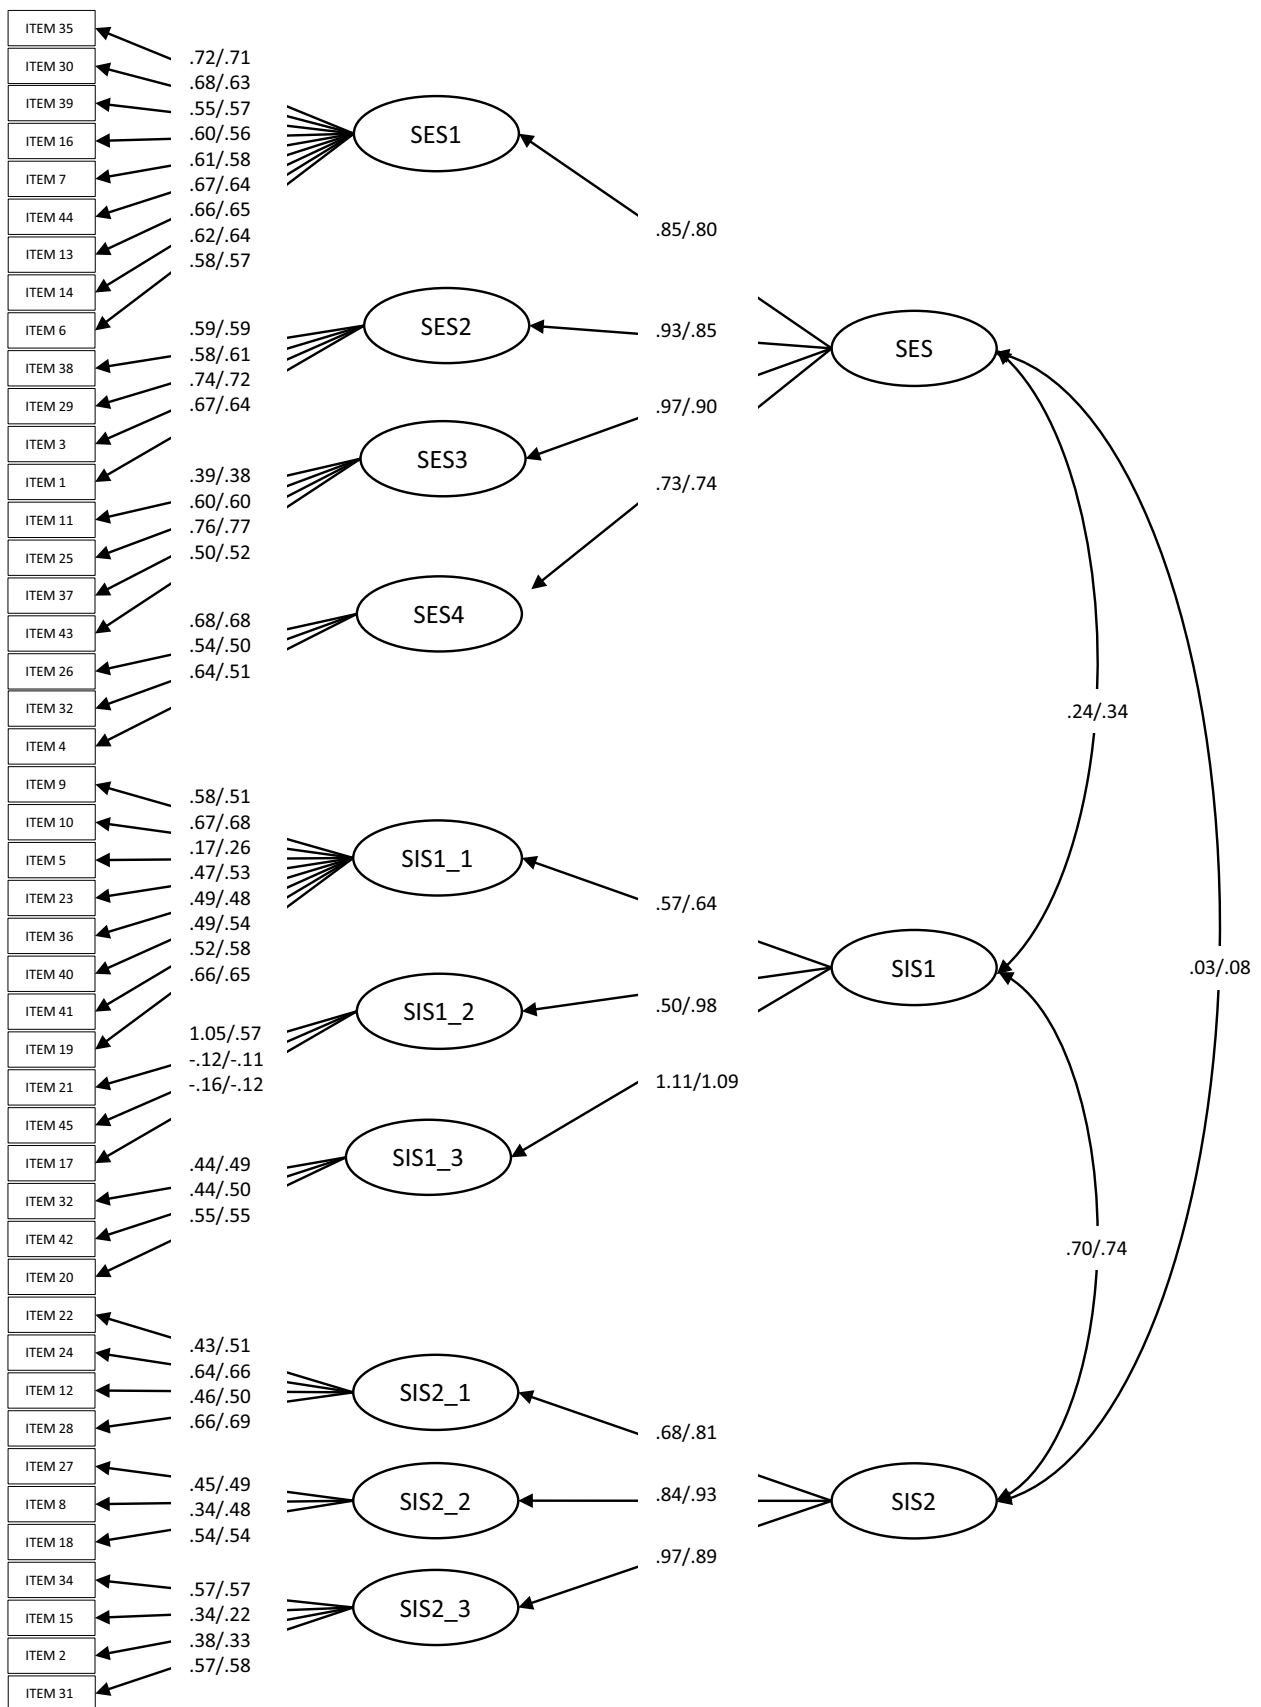 ITEM 35
ITEM 30
ITEM 39
ITEM 16
ITEM 7
ITEM 44
ITEM 13
ITEM 14
ITEM 6
ITEM 38
ITEM 29
ITEM 3
ITEM 1
ITEM 11
ITEM 25
ITEM 37
ITEM 43
ITEM 26
ITEM 32
ITEM 4
ITEM 9
ITEM 10
ITEM 5
ITEM 23
ITEM 36
ITEM 40
ITEM 41
ITEM 19
ITEM 21
ITEM 45
ITEM 17
ITEM 32
ITEM 42
ITEM 20
ITEM 22
ITEM 24
ITEM 12
ITEM 28
ITEM 27
ITEM 8
ITEM 18
ITEM 34
ITEM 15
ITEM 2
ITEM 31
.72/.71
.68/.63
.55/.57
.60/.56
.61/.58
.67/.64
.66/.65
.62/.64
.58/.57
.59/.59
.58/.61
.74/.72
.67/.64
.39/.38
.60/.60
.76/.77
.50/.52
.68/.68
.54/.50
.64/.51
.58/.51
.67/.68
.17/.26
.47/.53
.49/.48
.49/.54
.52/.58
.66/.65
1.05/.57
-.12/-.11
-.16/-.12
.44/.49
.44/.50
.55/.55
.43/.51
.64/.66
.46/.50
.66/.69
.45/.49
.34/.48
.54/.54
.57/.57
.34/.22
.38/.33
.57/.58
SES1
SES2
SES3
SES4
SIS1_1
SIS1_2
SIS1_3
SIS2_1
SIS2_2
SIS2_3
.85/.80
.93/.85
.97/.90
.73/.74
.57/.64
.50/.98
1.11/1.09
.68/.81
.84/.93
.97/.89
SES
SIS1
SIS2
.24/.34
.70/.74
.03/.08